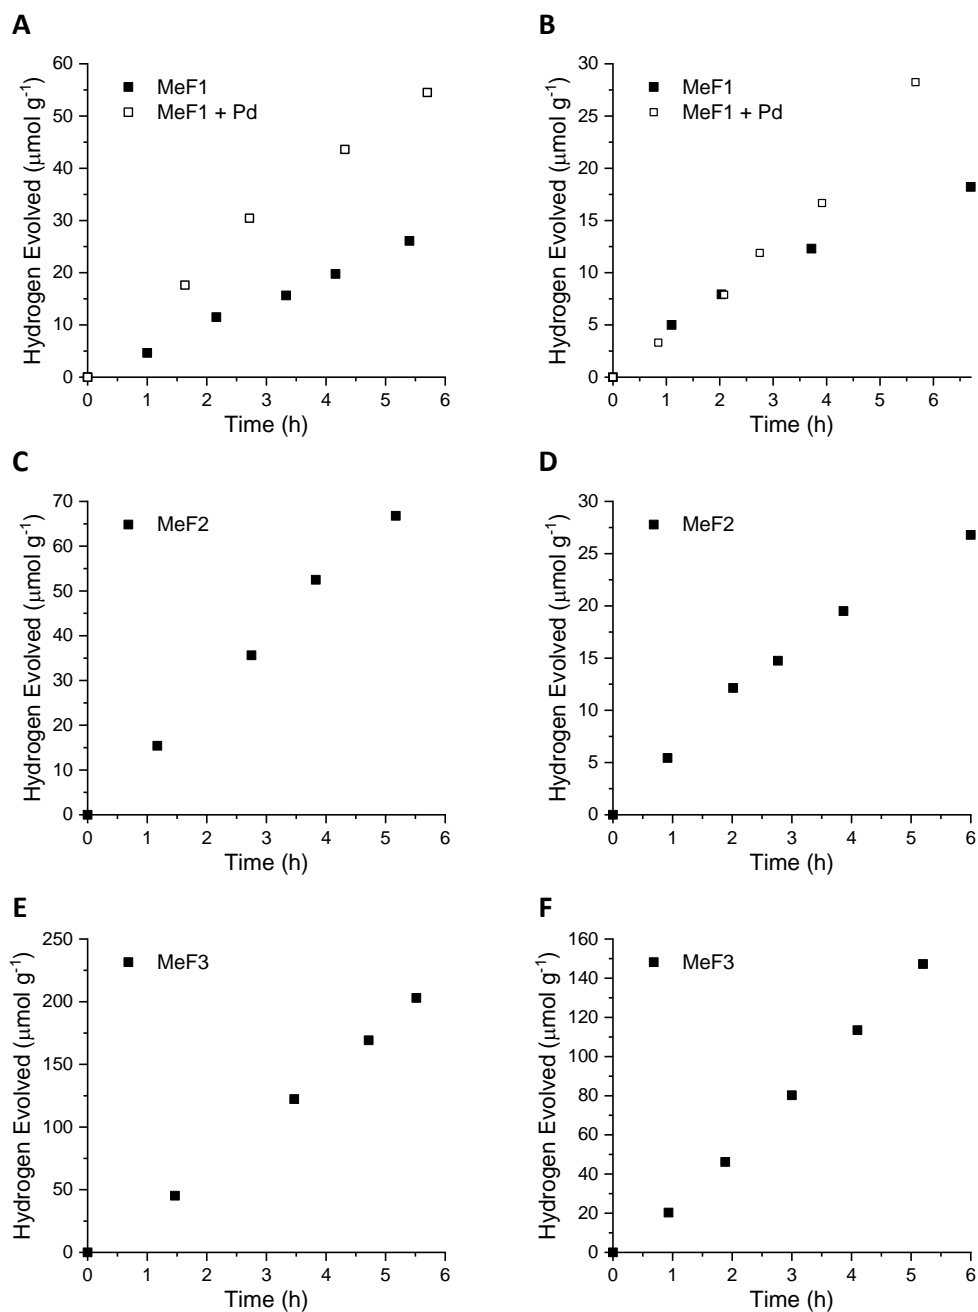 A
Hydrogen Evolved (μmol g⁻¹)
60
50
40
30
20
10
0
MeF1
MeF1 + Pd
0 1 2 3 4 5 6
Time (h)
B
Hydrogen Evolved (μmol g⁻¹)
30
25
20
15
10
5
0
MeF1
MeF1 + Pd
0 1 2 3 4 5 6
Time (h)
C
Hydrogen Evolved (μmol g⁻¹)
70
60
50
40
30
20
10
0
MeF2
0 1 2 3 4 5 6
Time (h)
D
Hydrogen Evolved (μmol g⁻¹)
30
25
20
15
10
5
0
MeF2
0 1 2 3 4 5 6
Time (h)
E
Hydrogen Evolved (μmol g⁻¹)
250
200
150
100
50
0
MeF3
0 1 2 3 4 5 6
Time (h)
F
Hydrogen Evolved (μmol g⁻¹)
160
140
120
100
80
60
40
20
0
MeF3
0 1 2 3 4 5 6
Time (h)